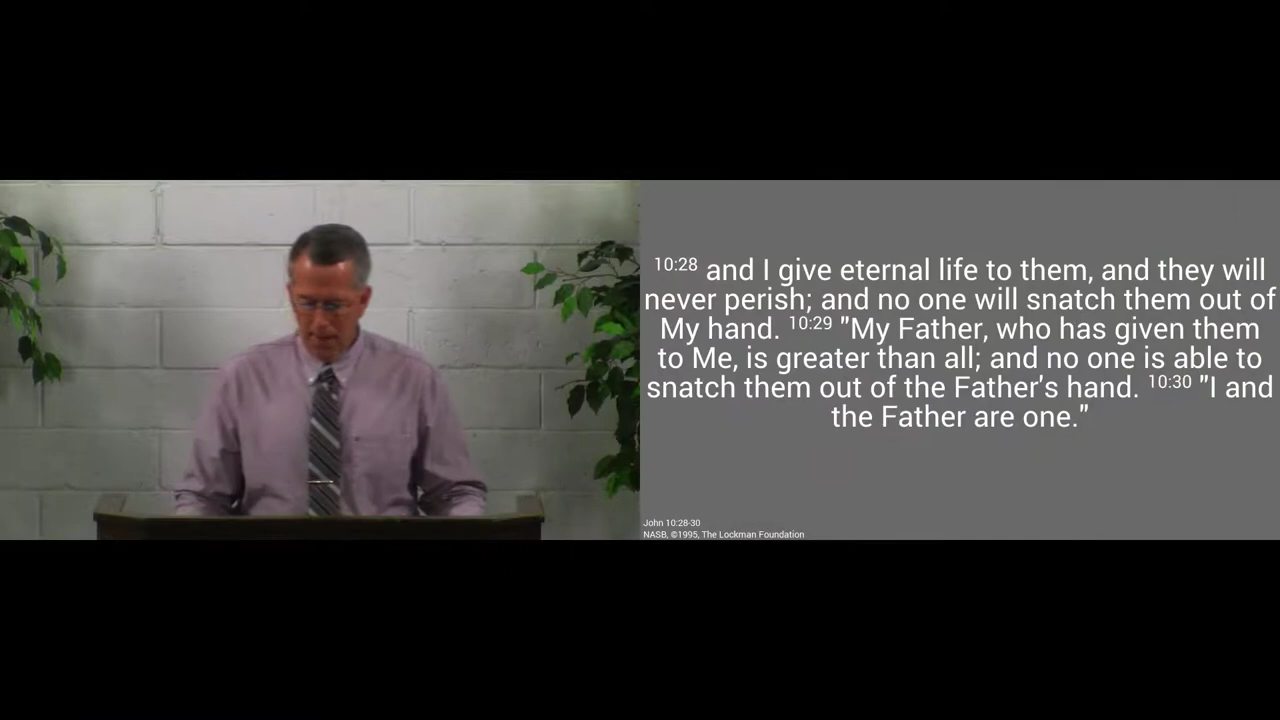 10:28 and I give eternal life to them, and they will
never perish; and no one will snatch them out of
My hand. 10:29 "My Father, who has given them
to Me, is greater than all; and no one is able to
snatch them out of the Father's hand. 10:30 "I and
the Father are one."
John 10:28-30
NASB, ©1995, The Lockman Foundation